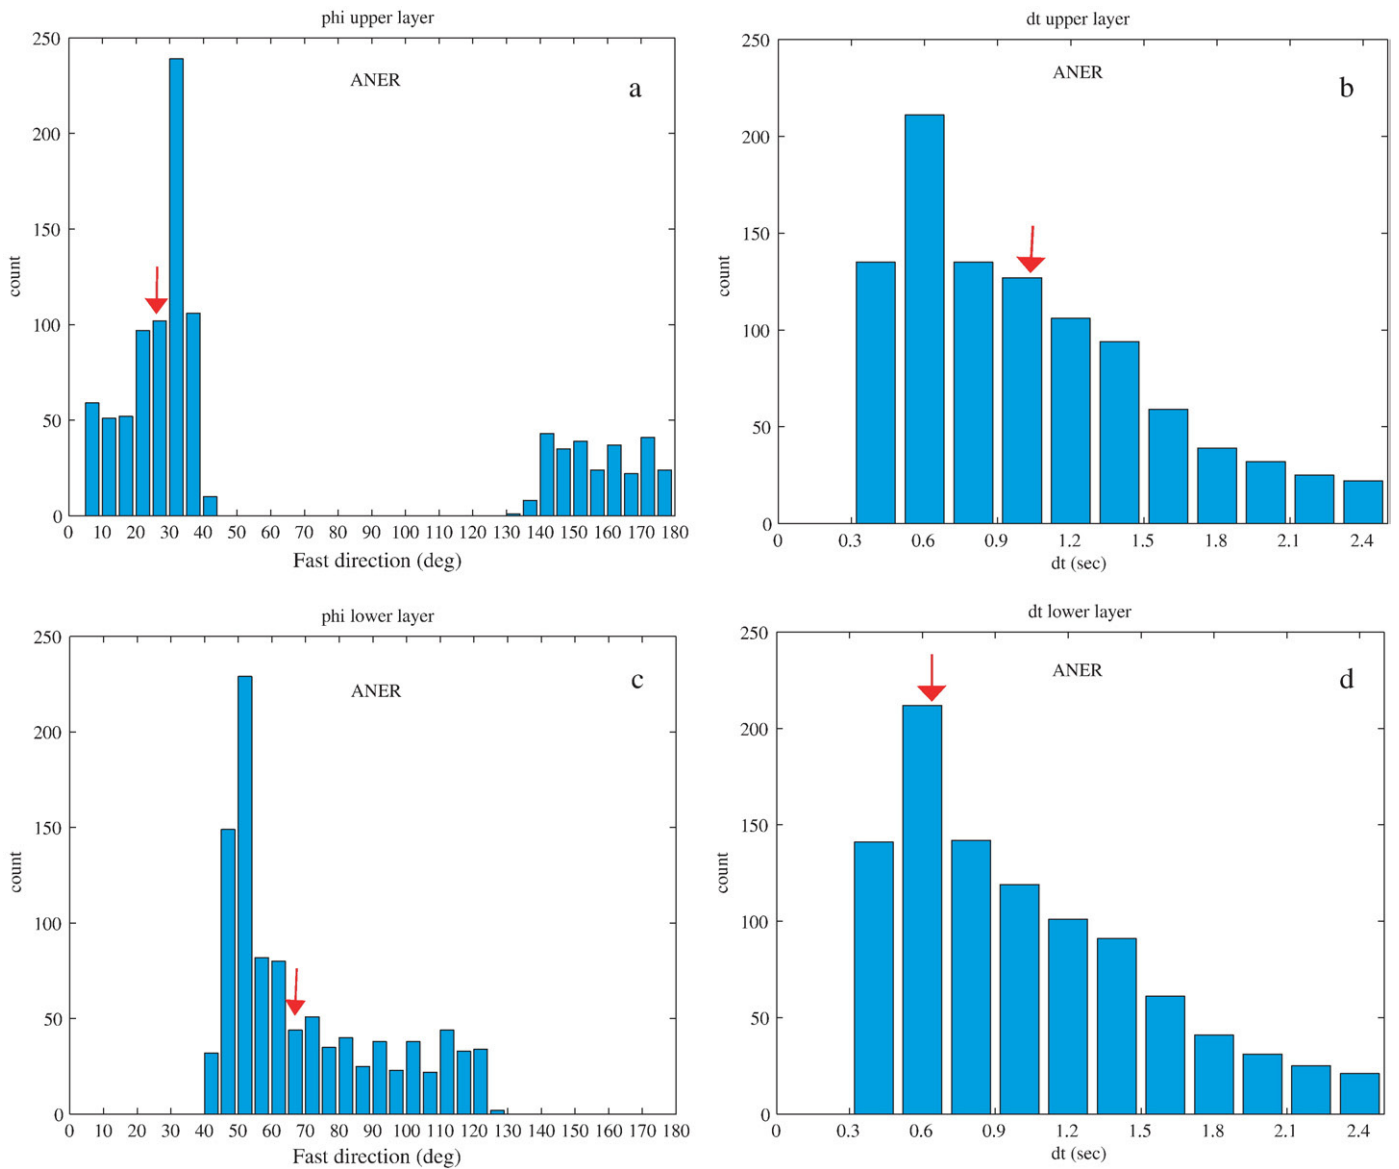 phi upper layer
250
200
150
100
50
0
count
ANER
a
0 10 20 30 40 50 60 70 80 90 100 110 120 130 140 150 160 170 180
Fast direction (deg)
dt upper layer
250
200
150
100
50
0
count
ANER
b
0 0.3 0.6 0.9 1.2 1.5 1.8 2.1 2.4
dt (sec)
phi lower layer
250
200
150
100
50
0
count
ANER
c
0 10 20 30 40 50 60 70 80 90 100 110 120 130 140 150 160 170 180
Fast direction (deg)
dt lower layer
250
200
150
100
50
0
count
ANER
d
0 0.3 0.6 0.9 1.2 1.5 1.8 2.1 2.4
dt (sec)